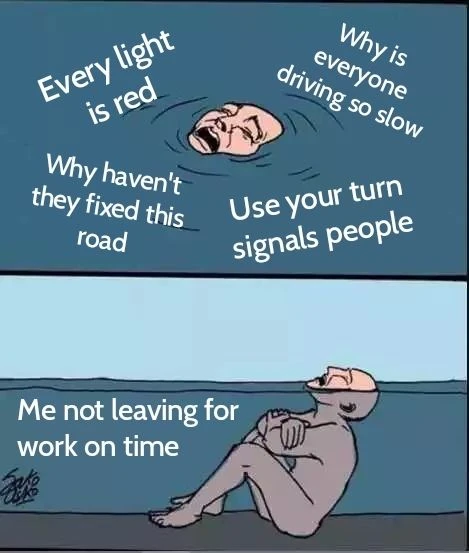 Every light
is red
Why is
everyone
driving so slow
Why haven't
they fixed this
road
Use your turn
signals people
Me not leaving for
work on time